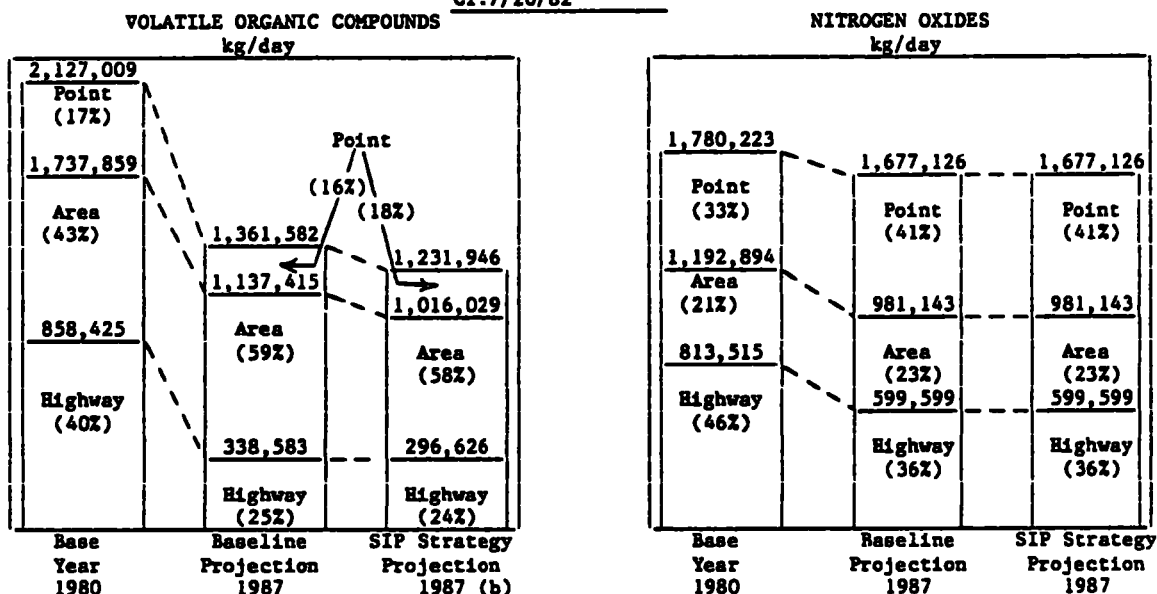 GI:7/26/82
VOLATILE ORGANIC COMPOUNDS
kg/day
2,127,009
Point
(17%)
1,737,859
Area
(43%)
858,425
Highway
(40%)
Point
(16%)
(18%)
1,361,582
1,137,415
Area
(59%)
338,583
Highway
(25%)
1,231,946
1,016,029
Area
(58%)
296,626
Highway
(24%)
Base
Year
1980
Baseline
Projection
1987
SIP Strategy
Projection
1987 (b)
NITROGEN OXIDES
kg/day
1,780,223
Point
(33%)
1,192,894
Area
(21%)
813,515
Highway
(46%)
1,677,126
Point
(41%)
981,143
Area
(23%)
599,599
Highway
(36%)
1,677,126
Point
(41%)
981,143
Area
(23%)
599,599
Highway
(36%)
Base
Year
1980
Baseline
Projection
1987
SIP Strategy
Projection
1987